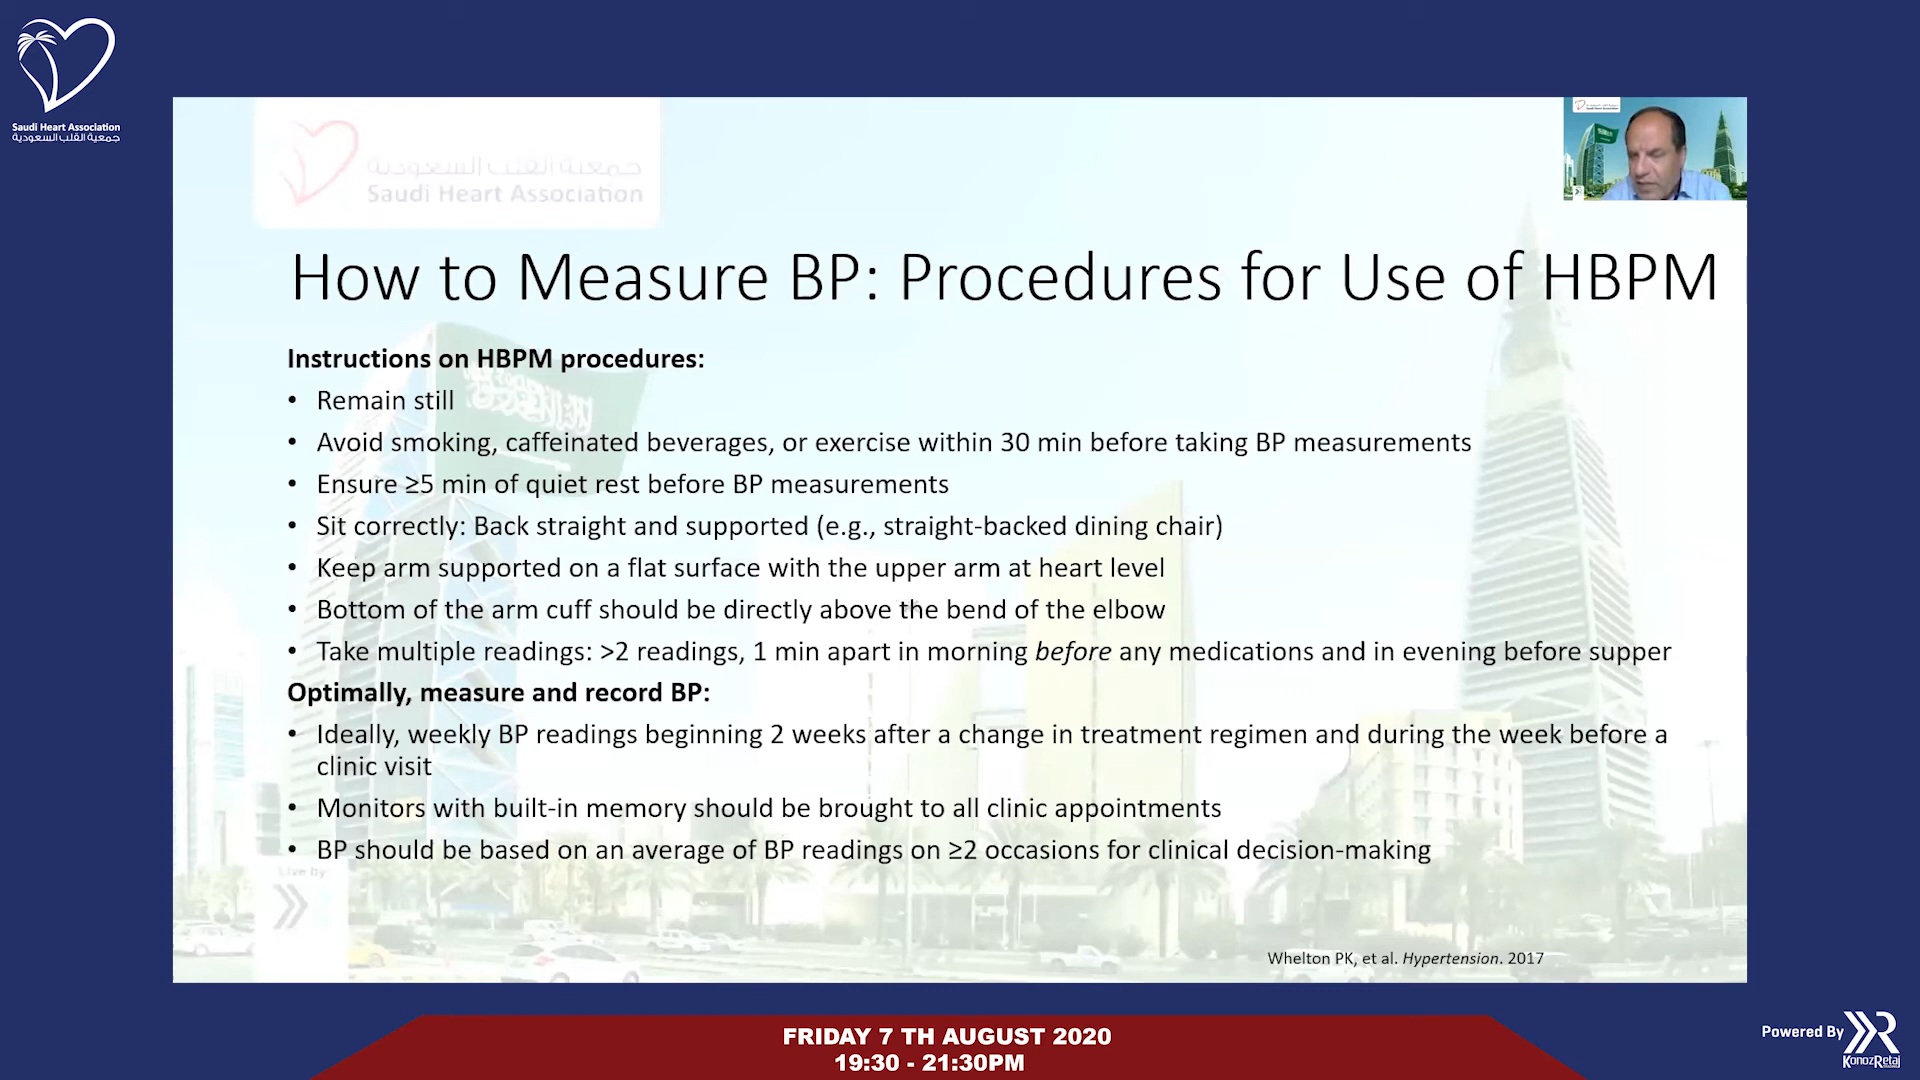 Saudi Heart Association
جمعية القلب السعودية
جمعية القلب السعودية
Saudi Heart Association
How to Measure BP: Procedures for Use of HBPM
Instructions on HBPM procedures:
• Remain still
• Avoid smoking, caffeinated beverages, or exercise within 30 min before taking BP measurements
• Ensure ≥5 min of quiet rest before BP measurements
• Sit correctly: Back straight and supported (e.g., straight-backed dining chair)
• Keep arm supported on a flat surface with the upper arm at heart level
• Bottom of the arm cuff should be directly above the bend of the elbow
• Take multiple readings: >2 readings, 1 min apart in morning before any medications and in evening before supper
Optimally, measure and record BP:
• Ideally, weekly BP readings beginning 2 weeks after a change in treatment regimen and during the week before a
clinic visit
• Monitors with built-in memory should be brought to all clinic appointments
• BP should be based on an average of BP readings on ≥2 occasions for clinical decision-making
Live by
Whelton PK, et al. Hypertension. 2017
FRIDAY 7 TH AUGUST 2020
19:30 - 21:30PM
Powered By
KonozRetaj